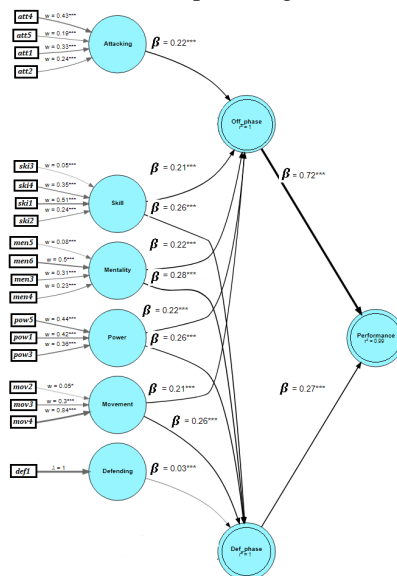 att4 w = 0.43***
att5 w = 0.19***
att1 w = 0.33***
att2 w = 0.24***
Attacking
β = 0.22***
Off_phase
r² = 1
ski3 w = 0.05***
ski4 w = 0.35***
ski1 w = 0.51***
ski2 w = 0.24***
Skill
β = 0.21***
β = 0.26***
β = 0.72***
men5 w = 0.08***
men6 w = 0.5***
men3 w = 0.31***
men4 w = 0.23***
Mentality
β = 0.22***
β = 0.28***
pow5 w = 0.44***
pow1 w = 0.42***
pow3 w = 0.36***
Power
β = 0.22***
β = 0.26***
Performance
r² = 0.99
mov2 w = 0.05*
mov3 w = 0.3***
mov4 w = 0.84***
Movement
β = 0.21***
β = 0.26***
β = 0.27***
def1 λ = 1
Defending
β = 0.03***
Def_phase
r² = 1